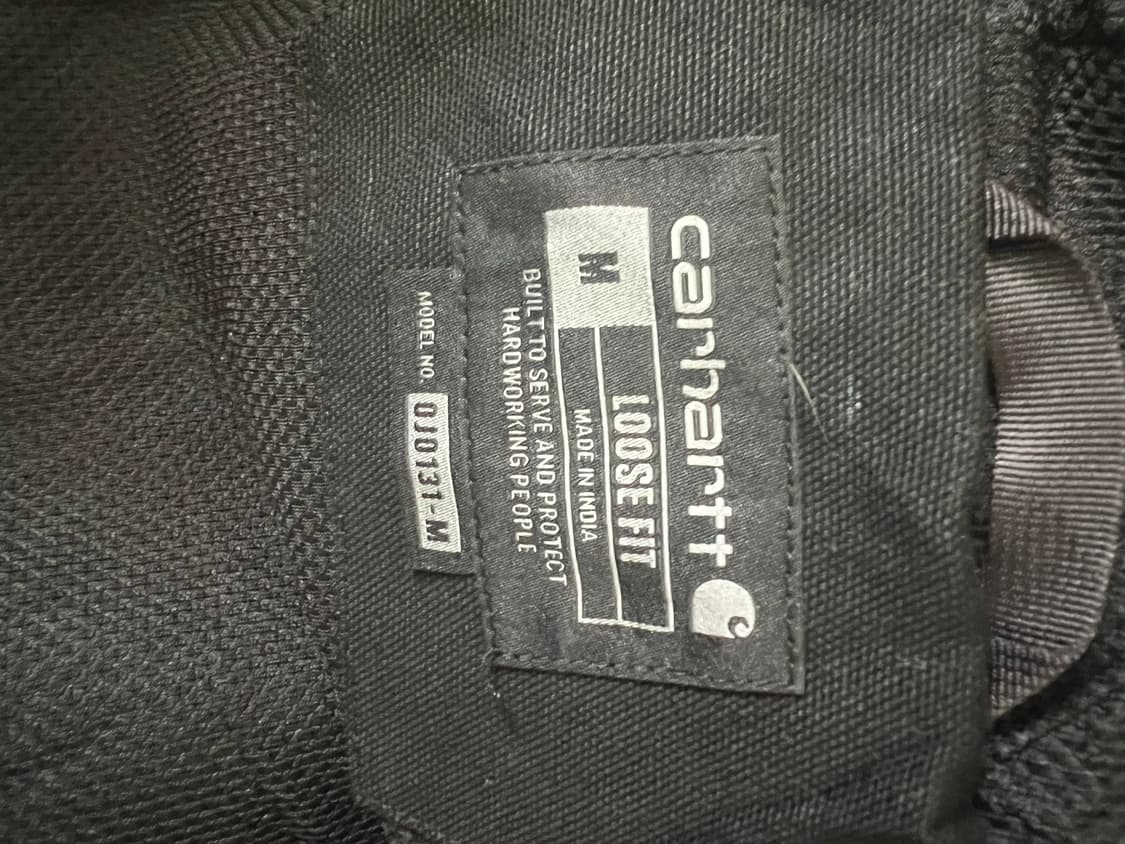 carhartt
M LOOSE FIT
MADE IN INDIA
BUILT TO SERVE AND PROTECT
HARDWORKING PEOPLE
MODEL NO. OJ0131-M